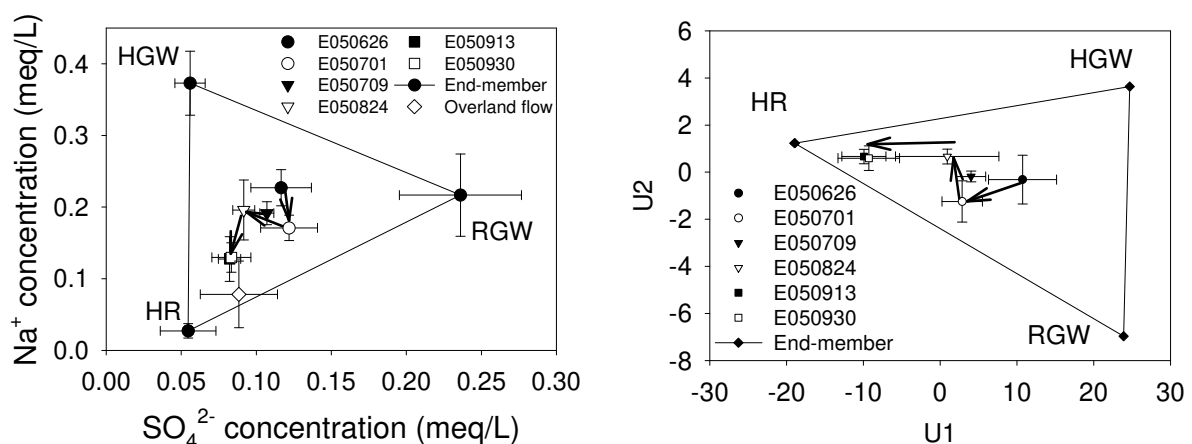 Na⁺ concentration (meq/L)
0.4
0.3
0.2
0.1
0.0
HGW
RGW
HR
E050626
E050701
E050709
E050824
E050913
E050930
End-member
Overland flow
0.00 0.05 0.10 0.15 0.20 0.25 0.30
SO₄²⁻ concentration (meq/L)
U2
6
4
2
0
-2
-4
-6
-8
HGW
HR
RGW
E050626
E050701
E050709
E050824
E050913
E050930
End-member
-30 -20 -10 0 10 20 30
U1